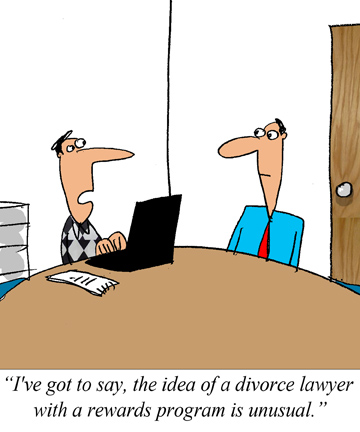 “I've got to say, the idea of a divorce lawyer
with a rewards program is unusual.”